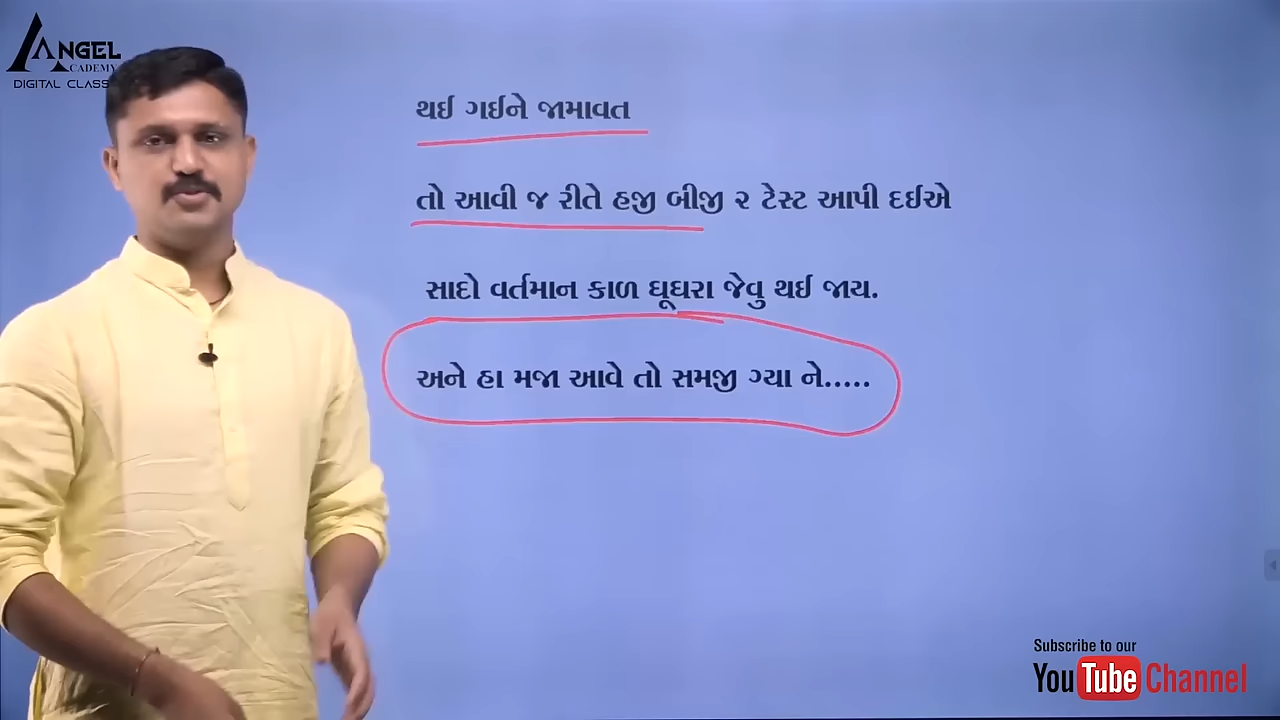 ANGEL
ACADEMY
DIGITAL CLASS
થઈ ગઈને જામાવત
તો આવી જ રીતે હજી બીજી ૨ ટેસ્ટ આપી દઈએ
સાદો વર્તમાન કાળ ઘૂઘરા જેવુ થઈ જાય.
અને હા મજા આવે તો સમજી ગ્યા ને.....
Subscribe to our
YouTube Channel